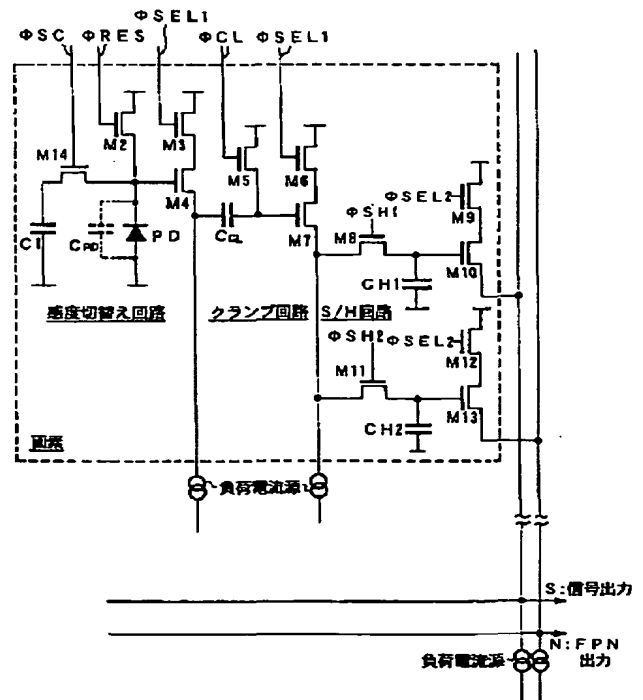 ΦSEL1
ΦSC ΦRES ΦCL ΦSEL1
M2
M3
M14
M5
M6
M4
ΦSEL2
M9
ΦSH1
C1
CPD
PD
CCL
M7
M8
M10
CH1
感度切替え回路
クランプ回路
S/H回路
ΦSH2
ΦSEL2
M12
M11
M13
CH2
画素
負荷電流源
S:信号出力
N:FPN
出力
負荷電流源